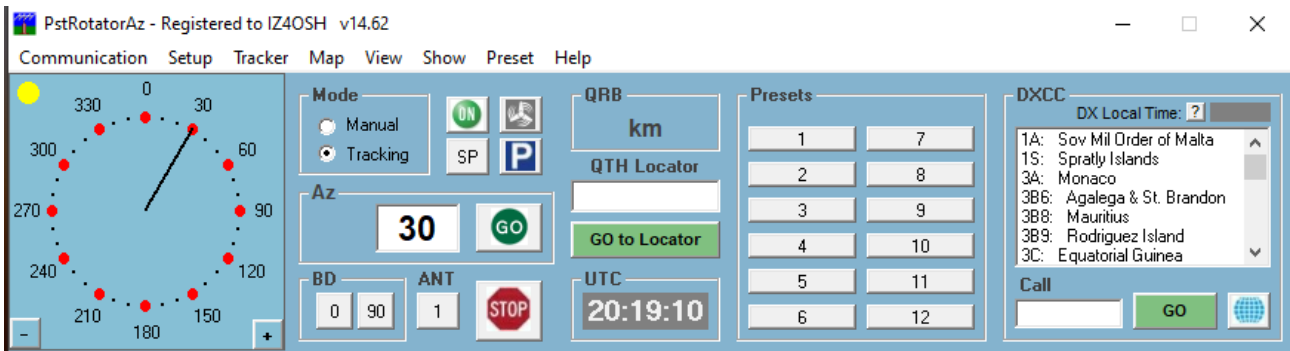 PstRotatorAz - Registered to IZ4OSH v14.62
Communication Setup Tracker Map View Show Preset Help
0
330 30
300 60
270 90
240 120
210 150
180
- +
Mode
Manual
Tracking
ON
SP P
Az
30 GO
BD
0 90
ANT
1
STOP
QRB
km
QTH Locator
GO to Locator
UTC
20:19:10
Presets
1 7
2 8
3 9
4 10
5 11
6 12
DXCC
DX Local Time: ?
1A: Sov Mil Order of Malta
1S: Spratly Islands
3A: Monaco
3B6: Agalega & St. Brandon
3B8: Mauritius
3B9: Rodriguez Island
3C: Equatorial Guinea
Call
GO